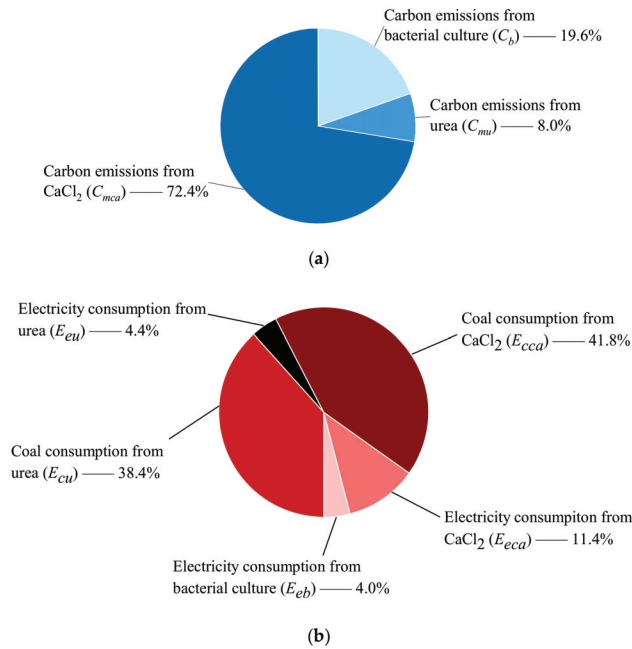 Carbon emissions from
bacterial culture (C_b) —— 19.6%
Carbon emissions from
urea (C_mu) —— 8.0%
Carbon emissions from
CaCl₂ (C_mca) —— 72.4%
(a)
Electricity consumption from
urea (E_eu) —— 4.4%
Coal consumption from
CaCl₂ (E_cca) —— 41.8%
Coal consumption from
urea (E_cu) —— 38.4%
Electricity consumpiton from
CaCl₂ (E_eca) —— 11.4%
Electricity consumption from
bacterial culture (E_eb) —— 4.0%
(b)